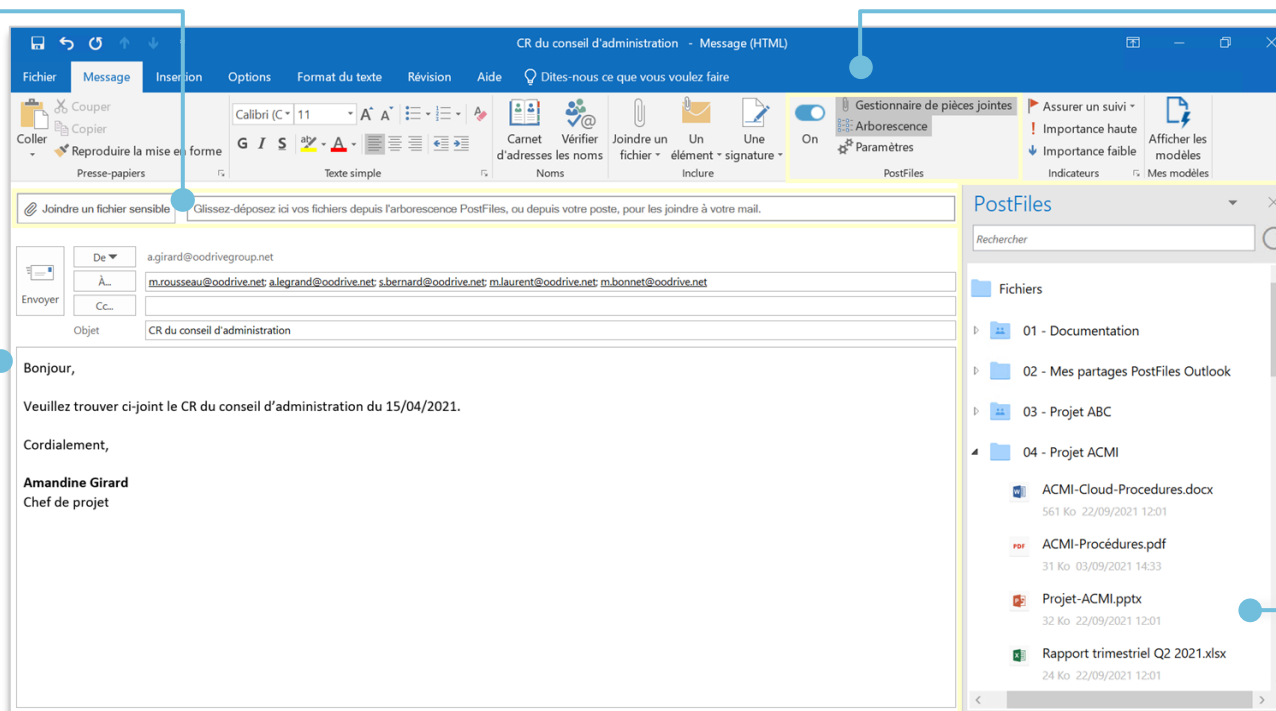 CR du conseil d'administration - Message (HTML)
Fichier Message Insertion Options Format du texte Révision Aide Dites-nous ce que vous voulez faire
Coller
Couper
Copier
Reproduire la mise en forme
Presse-papiers
Calibri (C 11
G I S
Texte simple
Carnet d'adresses
Vérifier les noms
Noms
Joindre un fichier
Un élément
Une signature
Inclure
On
Gestionnaire de pièces jointes
Arborescence
Paramètres
PostFiles
Assurer un suivi
Importance haute
Importance faible
Indicateurs
Afficher les modèles
Mes modèles
Joindre un fichier sensible
Glissez-déposez ici vos fichiers depuis l'arborescence PostFiles, ou depuis votre poste, pour les joindre à votre mail.
Envoyer
De a.girard@oodrivegroup.net
À... m.rousseau@oodrive.net; a.legrand@oodrive.net; s.bernard@oodrive.net; m.laurent@oodrive.net; m.bonnet@oodrive.net
Cc...
Objet CR du conseil d'administration
Bonjour,
Veuillez trouver ci-joint le CR du conseil d’administration du 15/04/2021.
Cordialement,
Amandine Girard
Chef de projet
PostFiles
Rechercher
Fichiers
01 - Documentation
02 - Mes partages PostFiles Outlook
03 - Projet ABC
04 - Projet ACMI
ACMI-Cloud-Procedures.docx
561 Ko 22/09/2021 12:01
PDF
ACMI-Procédures.pdf
31 Ko 03/09/2021 14:33
Projet-ACMI.pptx
32 Ko 22/09/2021 12:01
Rapport trimestriel Q2 2021.xlsx
24 Ko 22/09/2021 12:01